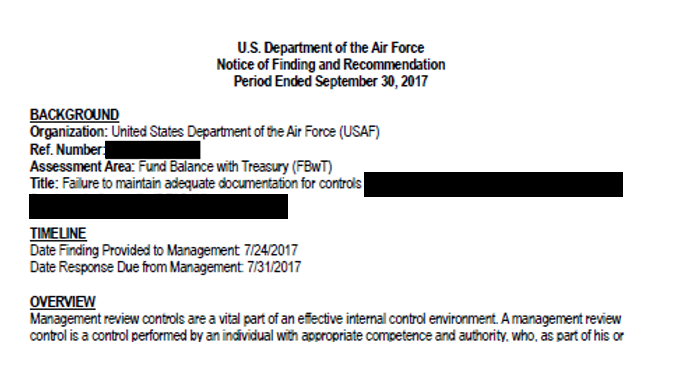 U.S. Department of the Air Force
Notice of Finding and Recommendation
Period Ended September 30, 2017
BACKGROUND
Organization: United States Department of the Air Force (USAF)
Ref. Number:
Assessment Area: Fund Balance with Treasury (FBwT)
Title: Failure to maintain adequate documentation for controls
TIMELINE
Date Finding Provided to Management: 7/24/2017
Date Response Due from Management: 7/31/2017
OVERVIEW
Management review controls are a vital part of an effective internal control environment. A management review
control is a control performed by an individual with appropriate competence and authority, who, as part of his or